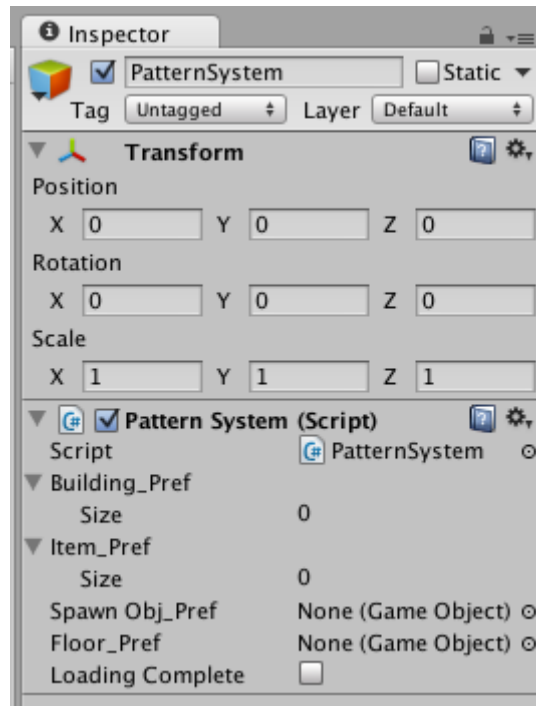 Inspector
PatternSystem Static
Tag Untagged Layer Default
Transform
Position
X 0 Y 0 Z 0
Rotation
X 0 Y 0 Z 0
Scale
X 1 Y 1 Z 1
C# Pattern System (Script)
Script C# PatternSystem
Building_Pref
Size 0
Item_Pref
Size 0
Spawn Obj_Pref None (Game Object)
Floor_Pref None (Game Object)
Loading Complete